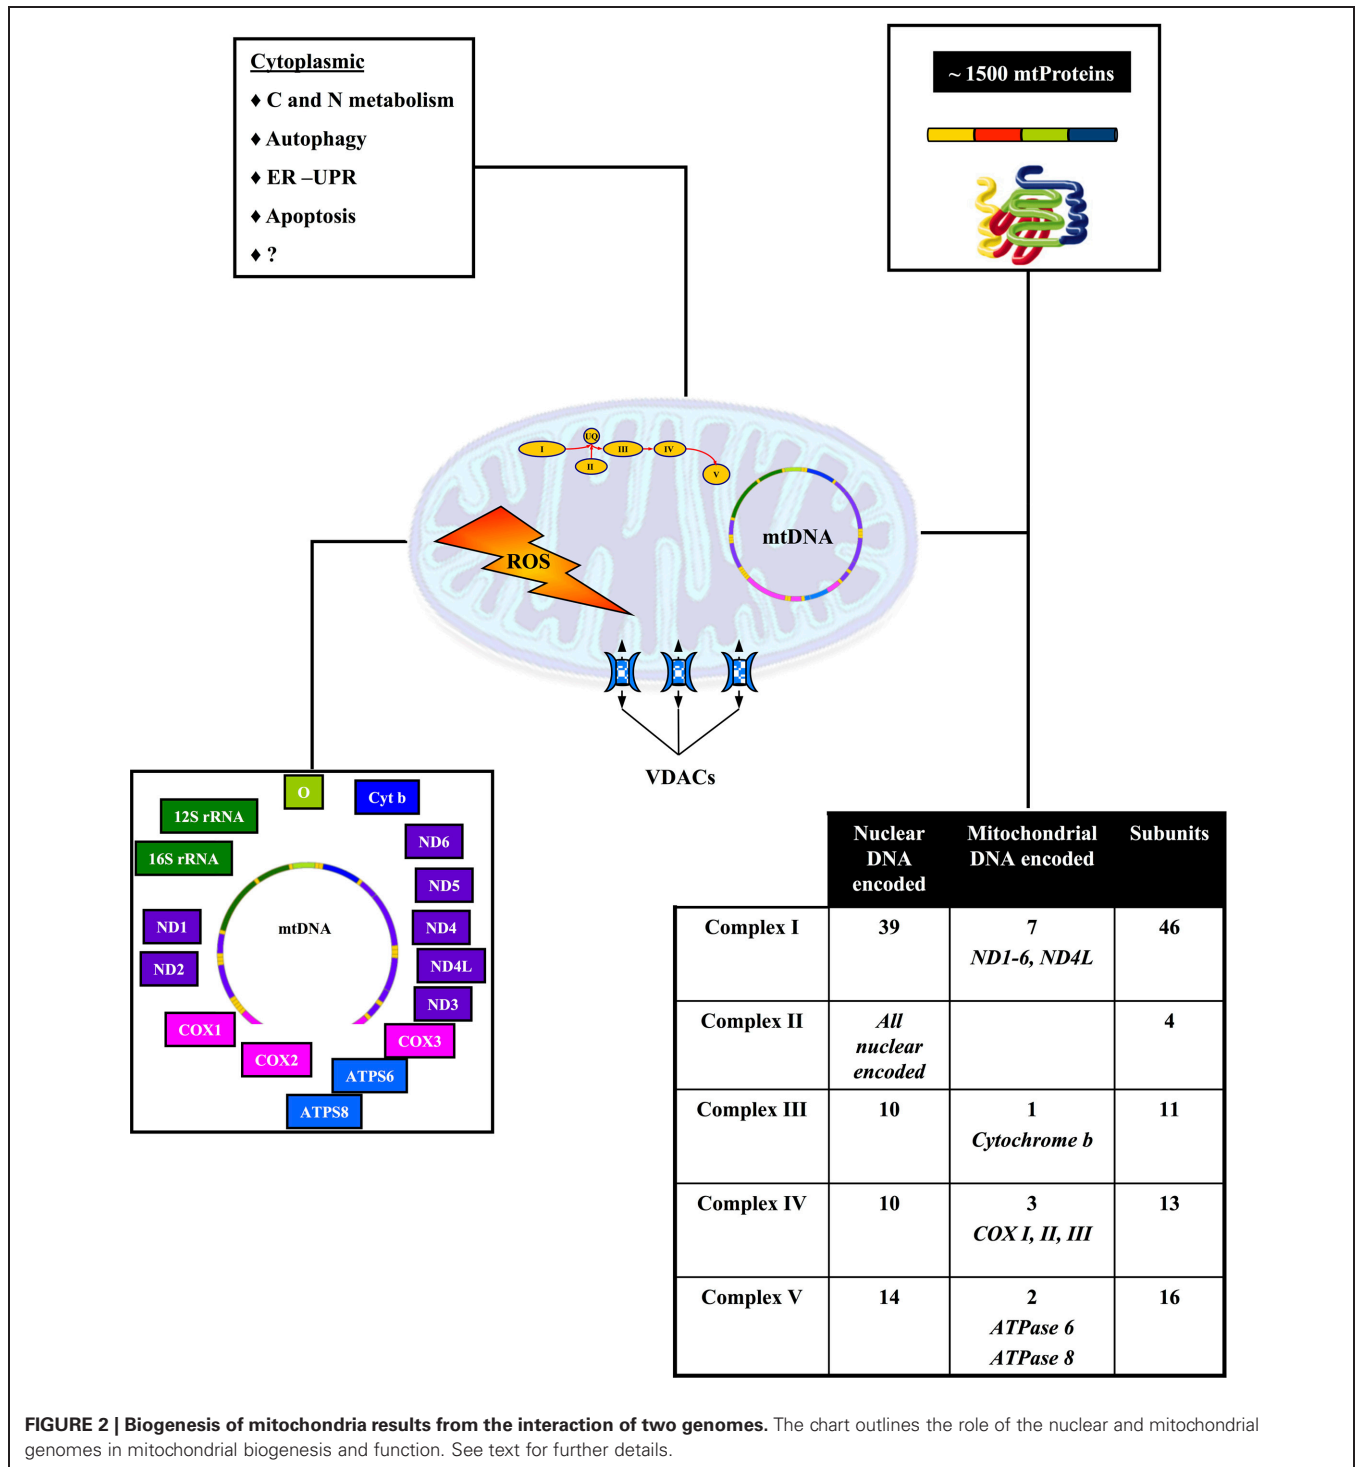 Cytoplasmic
♦ C and N metabolism
♦ Autophagy
♦ ER –UPR
♦ Apoptosis
♦ ?
~ 1500 mtProteins
UQ
I
III
IV
II
V
mtDNA
ROS
VDACs
O
Cyt b
12S rRNA
ND6
16S rRNA
ND5
ND1
mtDNA
ND4
ND2
ND4L
ND3
COX1
COX3
COX2
ATPS6
ATPS8
Nuclear
DNA
encoded
Mitochondrial
DNA encoded
Subunits
Complex I
39
7
ND1-6, ND4L
46
Complex II
All
nuclear
encoded
4
Complex III
10
1
Cytochrome b
11
Complex IV
10
3
COX I, II, III
13
Complex V
14
2
ATPase 6
ATPase 8
16
FIGURE 2 | Biogenesis of mitochondria results from the interaction of two genomes. The chart outlines the role of the nuclear and mitochondrial
genomes in mitochondrial biogenesis and function. See text for further details.